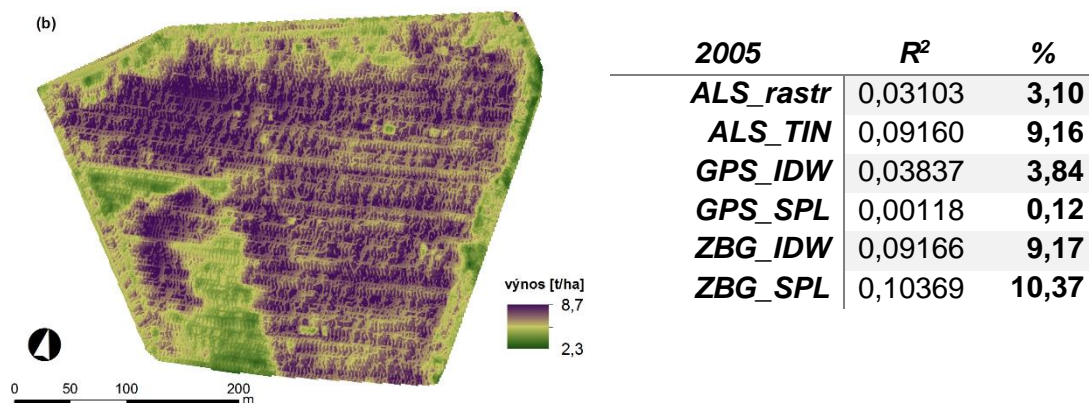 (b)
výnos [t/ha]
8,7
2,3
0 50 100 200
m
2005 R² %
ALS_rastr 0,03103 3,10
ALS_TIN 0,09160 9,16
GPS_IDW 0,03837 3,84
GPS_SPL 0,00118 0,12
ZBG_IDW 0,09166 9,17
ZBG_SPL 0,10369 10,37